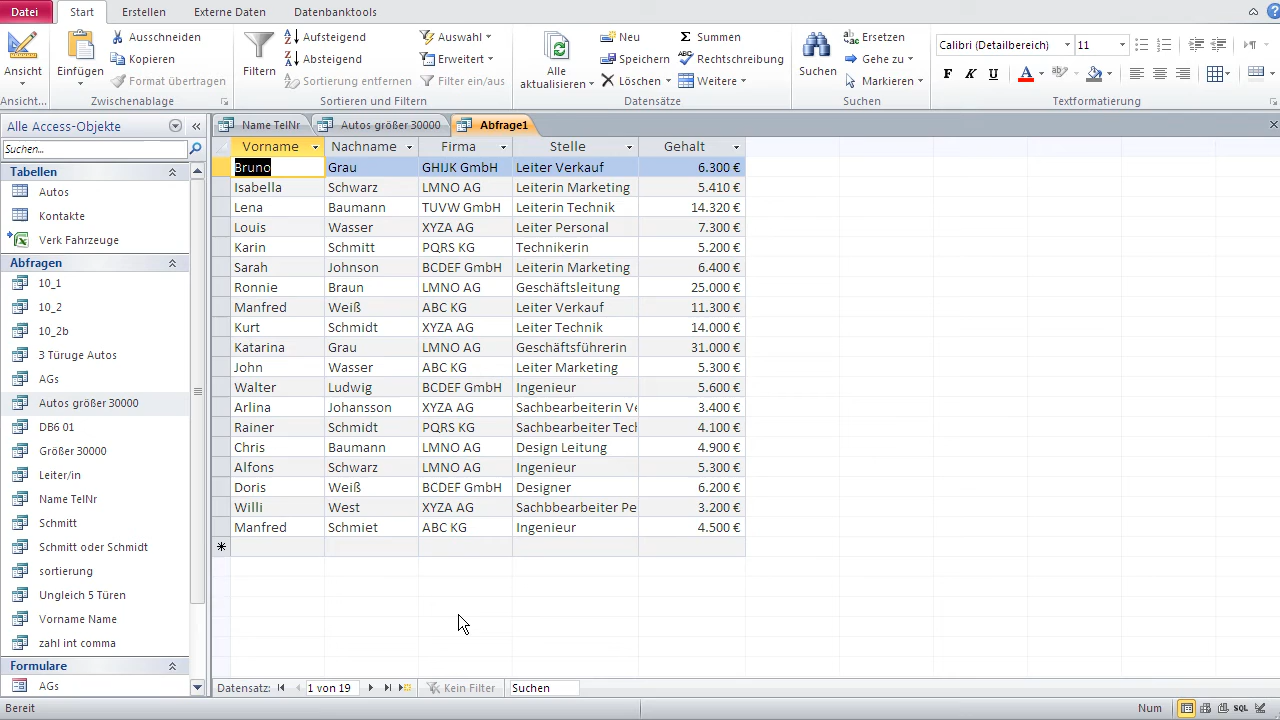 Datei Start Erstellen Externe Daten Datenbanktools
Ansicht
Ansicht...
Einfügen
Ausschneiden
Kopieren
Format übertragen
Zwischenablage
Filtern
Aufsteigend
Absteigend
Sortierung entfernen
Auswahl
Erweitert
Filter ein/aus
Sortieren und Filtern
Alle
aktualisieren
Neu
Speichern
Löschen
Summen
Rechtschreibung
Weitere
Datensätze
Suchen
Ersetzen
Gehe zu
Markieren
Suchen
Calibri (Detailbereich) 11
F K U A
Textformatierung
Alle Access-Objekte
Suchen...
Tabellen
Autos
Kontakte
Verk Fahrzeuge
Abfragen
10_1
10_2
10_2b
3 Türuge Autos
AGs
Autos größer 30000
DB6 01
Größer 30000
Leiter/in
Name TelNr
Schmitt
Schmitt oder Schmidt
sortierung
Ungleich 5 Türen
Vorname Name
zahl int comma
Formulare
AGs
Name TelNr Autos größer 30000 Abfrage1
Vorname Nachname Firma Stelle Gehalt
Bruno Grau GHIJK GmbH Leiter Verkauf 6.300 €
Isabella Schwarz LMNO AG Leiterin Marketing 5.410 €
Lena Baumann TUVW GmbH Leiterin Technik 14.320 €
Louis Wasser XYZA AG Leiter Personal 7.300 €
Karin Schmitt PQRS KG Technikerin 5.200 €
Sarah Johnson BCDEF GmbH Leiterin Marketing 6.400 €
Ronnie Braun LMNO AG Geschäftsleitung 25.000 €
Manfred Weiß ABC KG Leiter Verkauf 11.300 €
Kurt Schmidt XYZA AG Leiter Technik 14.000 €
Katarina Grau LMNO AG Geschäftsführerin 31.000 €
John Wasser ABC KG Leiter Marketing 5.300 €
Walter Ludwig BCDEF GmbH Ingenieur 5.600 €
Arlina Johansson XYZA AG Sachbearbeiterin Ve 3.400 €
Rainer Schmidt PQRS KG Sachbearbeiter Tech 4.100 €
Chris Baumann LMNO AG Design Leitung 4.900 €
Alfons Schwarz LMNO AG Ingenieur 5.300 €
Doris Weiß BCDEF GmbH Designer 6.200 €
Willi West XYZA AG Sachbbearbeiter Pe 3.200 €
Manfred Schmiet ABC KG Ingenieur 4.500 €
Datensatz: 1 von 19 Kein Filter Suchen
Bereit Num SQL